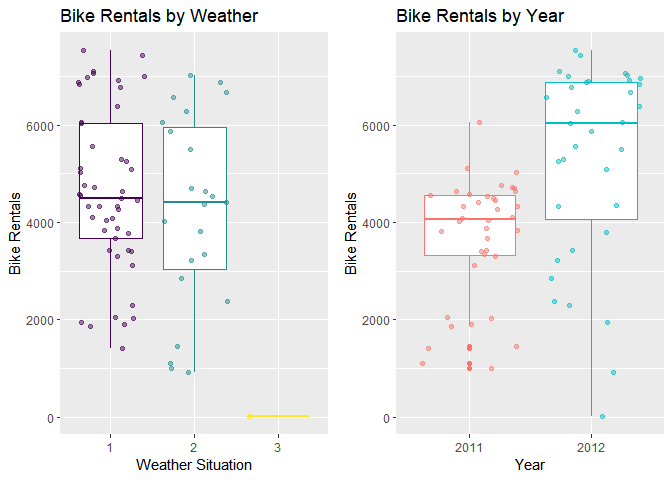 Bike Rentals by Weather
Bike Rentals
6000
4000
2000
0
1 2 3
Weather Situation
Bike Rentals by Year
Bike Rentals
6000
4000
2000
0
2011 2012
Year